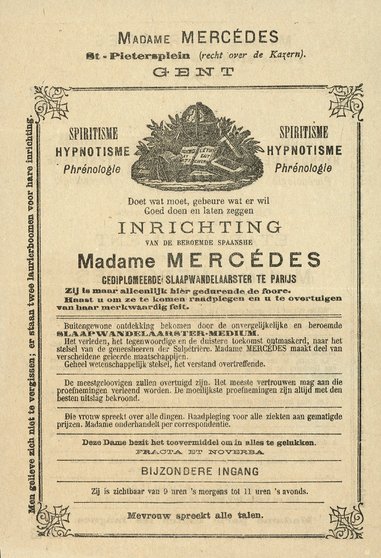 MADAME MERCÉDES
St-Pietersplein (recht over de Kazern).
GENT
SPIRITISME
HYPNOTISME
Phrénologie
SPIRITISME
HYPNOTISME
Phrénologie
Doet wat moet, gebeure wat er wil
Goed doen en laten zeggen
INRICHTING
VAN DE BEROEMDE SPAANSHE
Madame MERCÉDES
GEDIPLOMEERDE SLAAPWANDELAARSTER TE PARIJS
Zij is maar alleenlijk hiér gedurende de foore.
Haast u om ze te komen raadplegen en u te overtuigen
van haar merkwaardig feit.
Buitengewone ontdekking bekomen door de onvergelijkelijke en beroemde
SLAAPWANDELAARSTER-MEDIUM.
Het verleden, het tegenwoordige en de duistere toekomst ontmaskerd, naar het
stelsel van de geneesheeren der Salpétrière. Madame MERCÉDES maakt deel van
verscheidene geleerde maatschappijen.
Geheel wetenschappelijk stelsel, het verstand overtreffende.
De meestgeloovigen zallen overtuigd zijn. Het meeste vertrouwen mag aan die
proefnemingen verleend worden. De moeilijkste proefnemingen zijn altijd met den
besten uitslag bekroond.
Die vrouw spreekt over alle dingen. Raadpleging voor alle ziekten aan gematigde
prijzen. Madame onderhandelt per correspondentie.
Deze Dame bezit het toovermiddel om in alles te gelukken.
FRACTA ET NOVERBA
BIJZONDERE INGANG
Zij is zichtbaar van 9 uren 's mergens tot 11 uren 's avonds.
Mevrouw spreekt alle talen.
Men gelieve zich niet te vergissen; er staan twee laurierboomen voor hare inrichting.